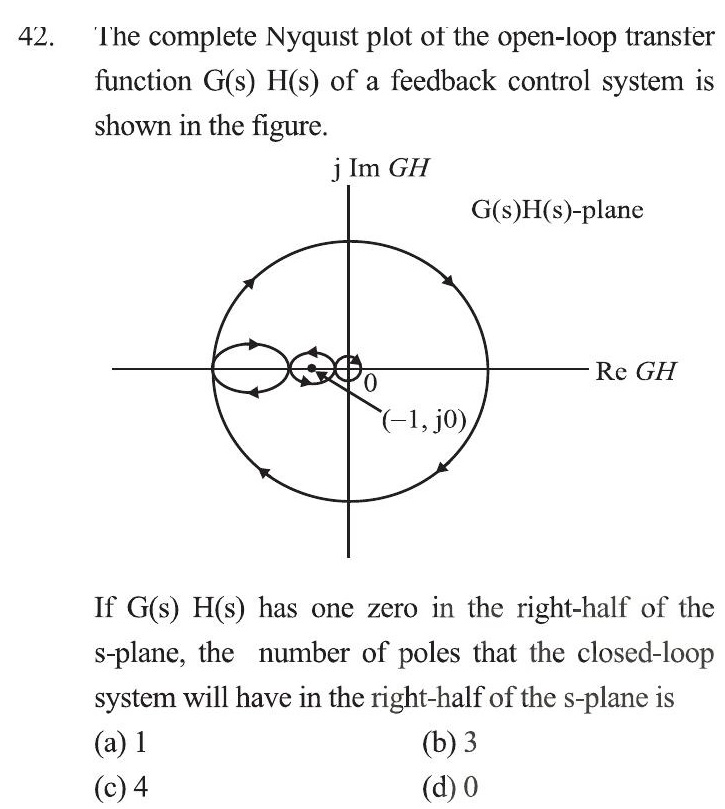 42. The complete Nyquist plot of the open-loop transfer
function G(s) H(s) of a feedback control system is
shown in the figure.
j Im GH
G(s)H(s)-plane
Re GH
0
(−1, j0)
If G(s) H(s) has one zero in the right-half of the
s-plane, the number of poles that the closed-loop
system will have in the right-half of the s-plane is
(a) 1 (b) 3
(c) 4 (d) 0